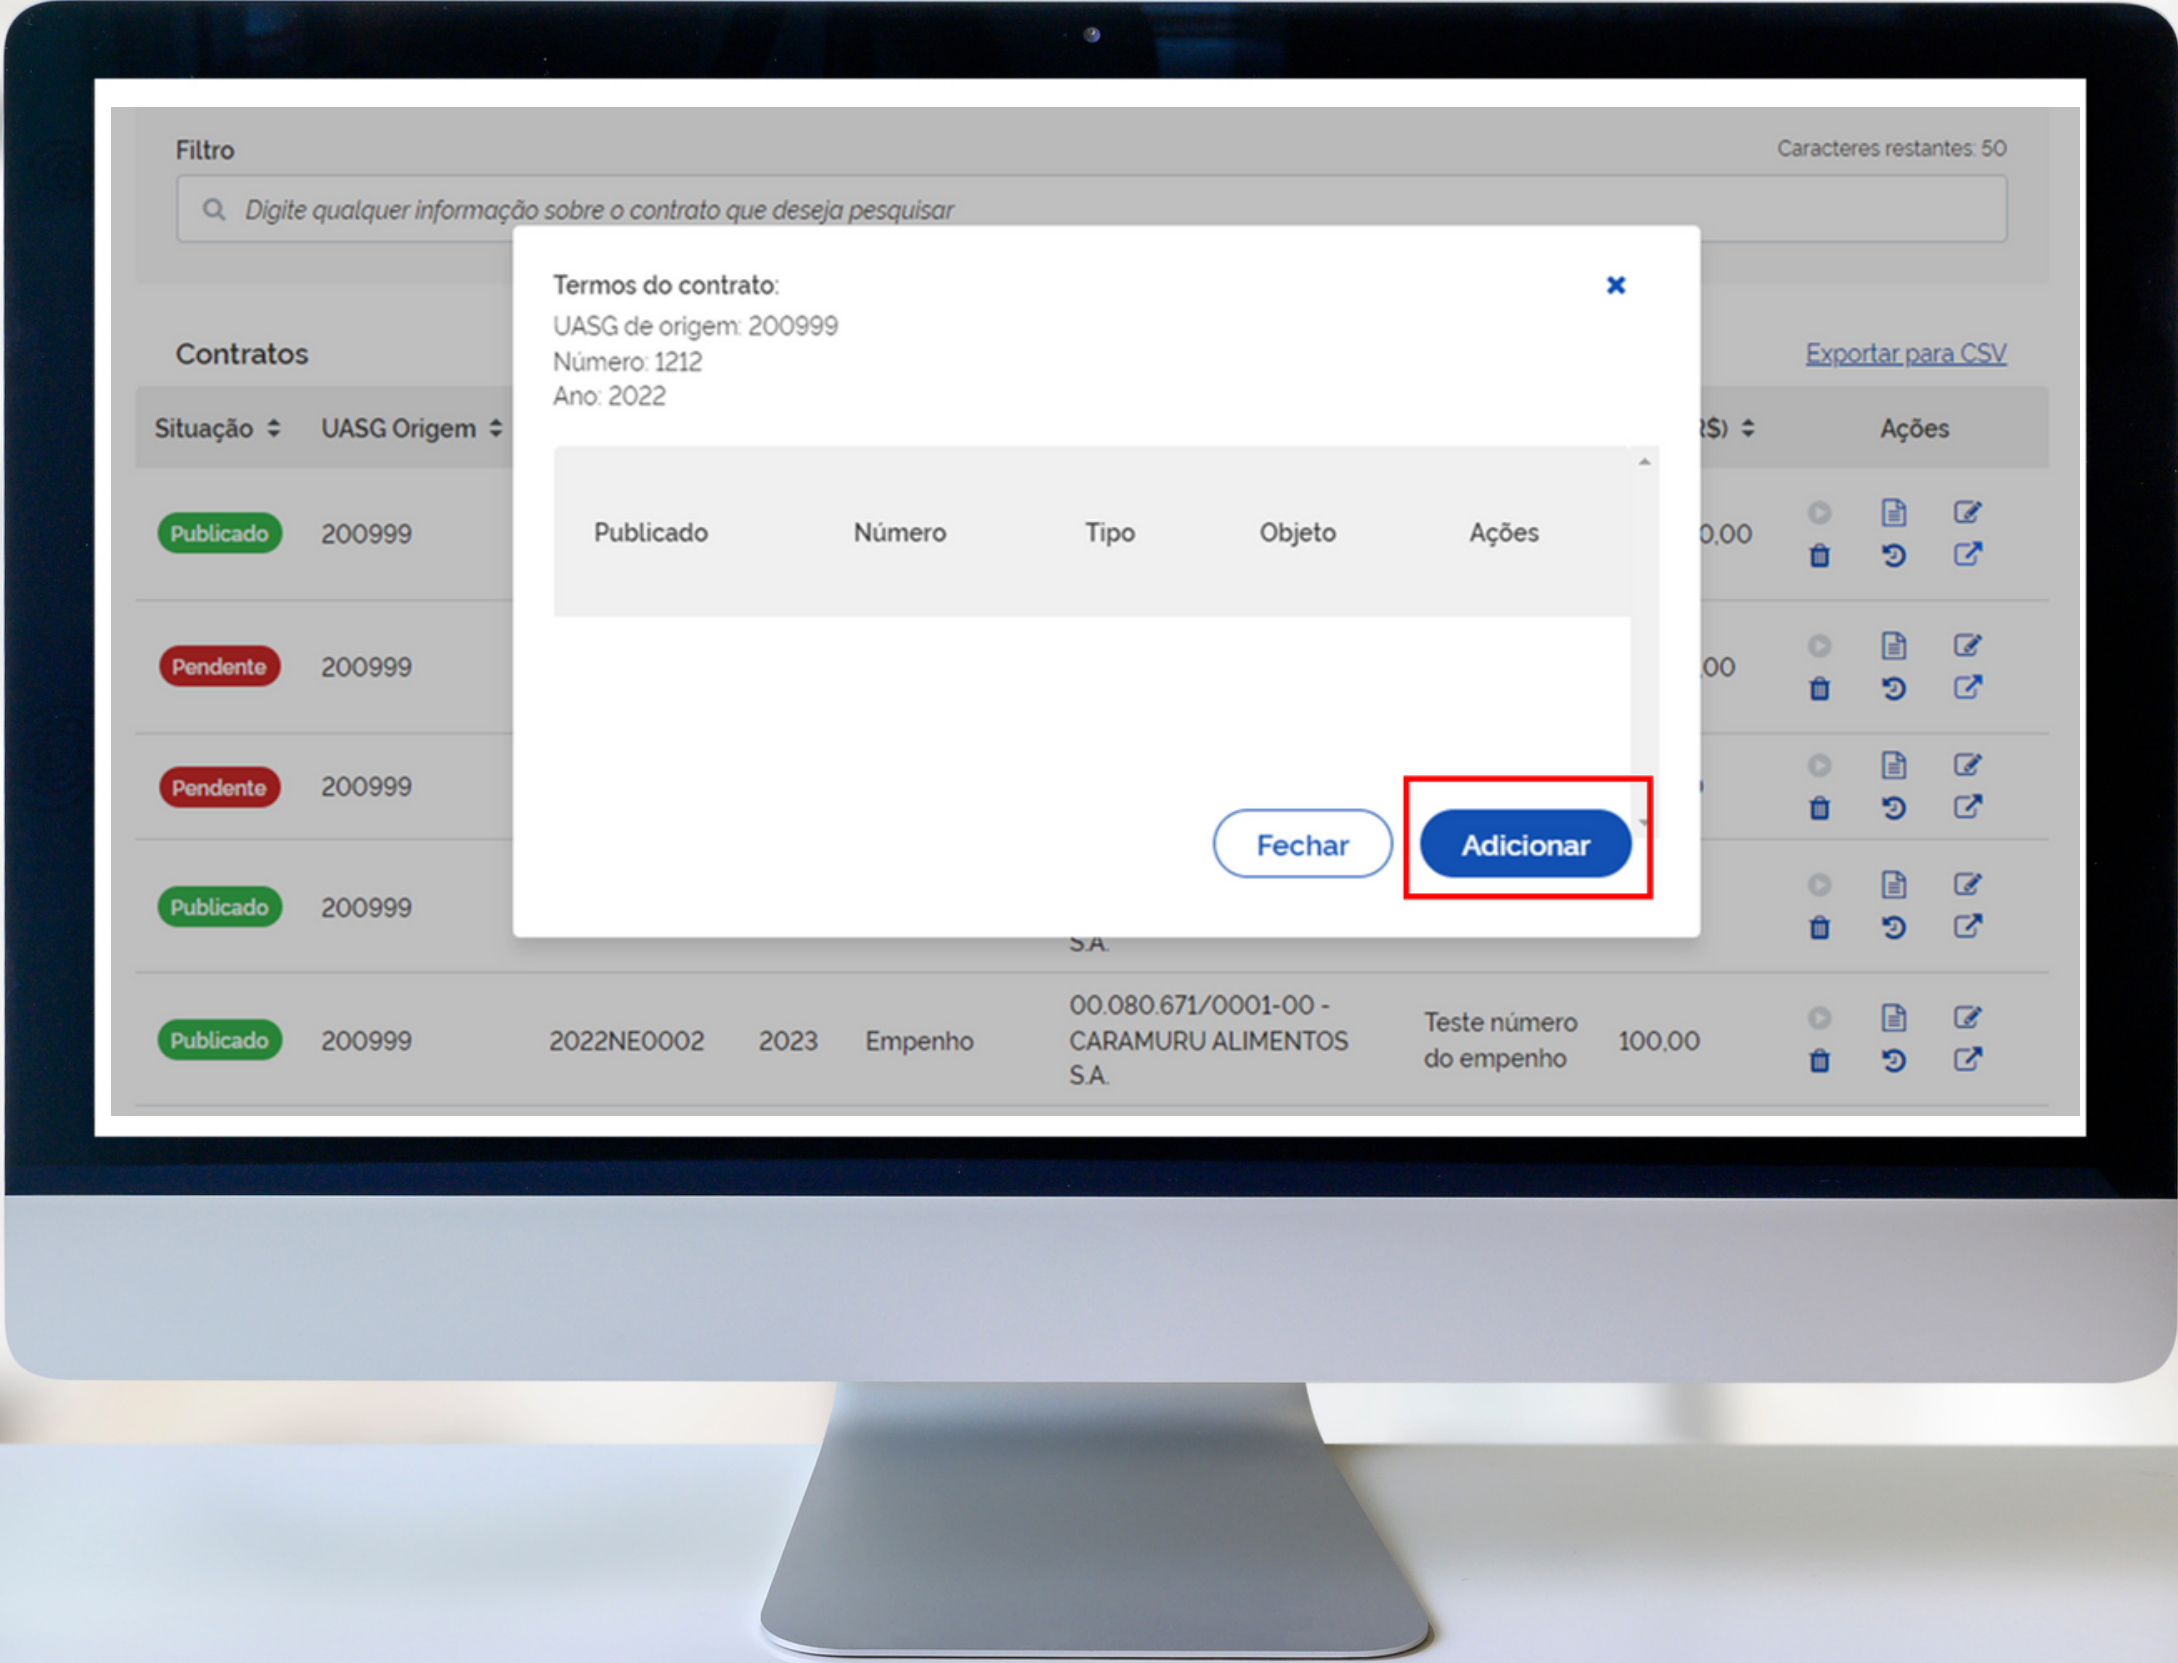 Filtro
Caracteres restantes: 50
Digite qualquer informação sobre o contrato que deseja pesquisar
Termos do contrato:
UASG de origem: 200999
Número: 1212
Ano: 2022
Contratos
Exportar para CSV
Situação UASG Origem
R$) Ações
Publicado Número Tipo Objeto Ações
Publicado 200999
0,00
Pendente 200999
,00
Pendente 200999
Fechar Adicionar
Publicado 200999
S.A.
Publicado 200999 2022NE0002 2023 Empenho
00.080.671/0001-00 -
CARAMURU ALIMENTOS
S.A.
Teste número
do empenho
100,00